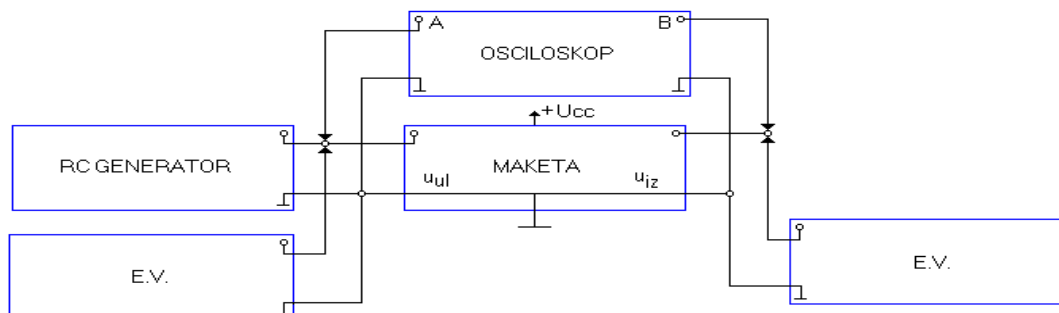 A B
OSCILOSKOP
+Ucc
RC GENERATOR
MAKETA
uul uiz
E.V.
E.V.